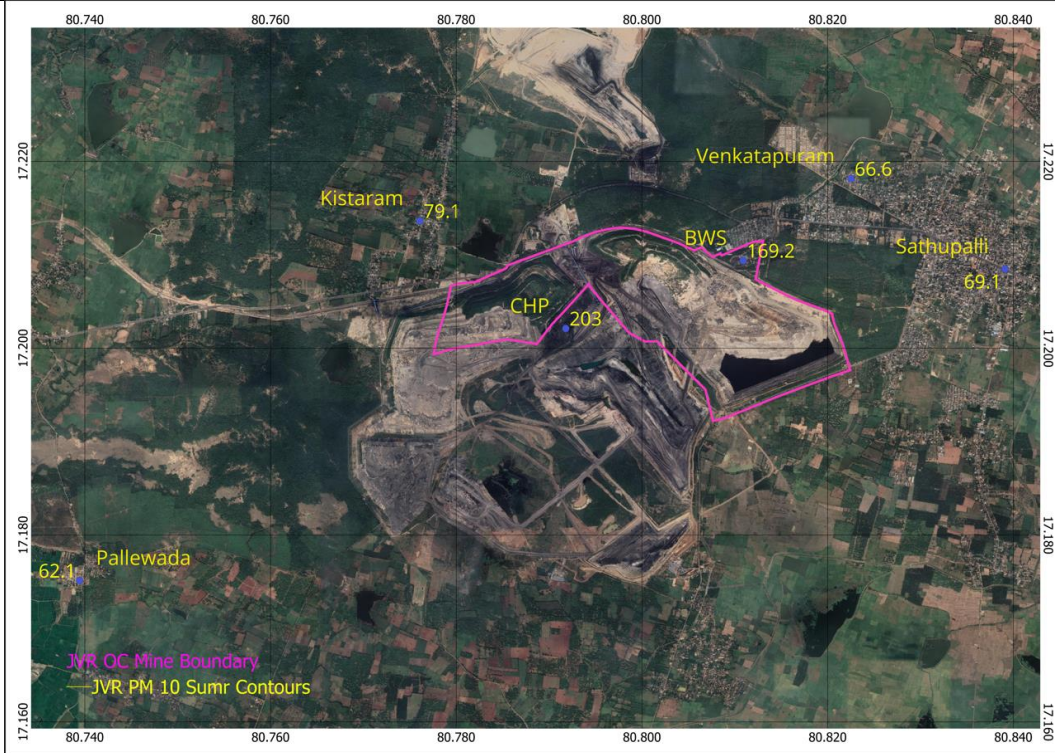 80.740 80.760 80.780 80.800 80.820 80.840
17.220 17.220
Venkatapuram
66.6
Kistaram
79.1
BWS
169.2
Sathupalli
69.1
CHP
203
17.200 17.200
17.180 17.180
Pallewada
62.1
JVR OC Mine Boundary
JVR PM 10 Sumr Contours
17.160 17.160
80.740 80.760 80.780 80.800 80.820 80.840